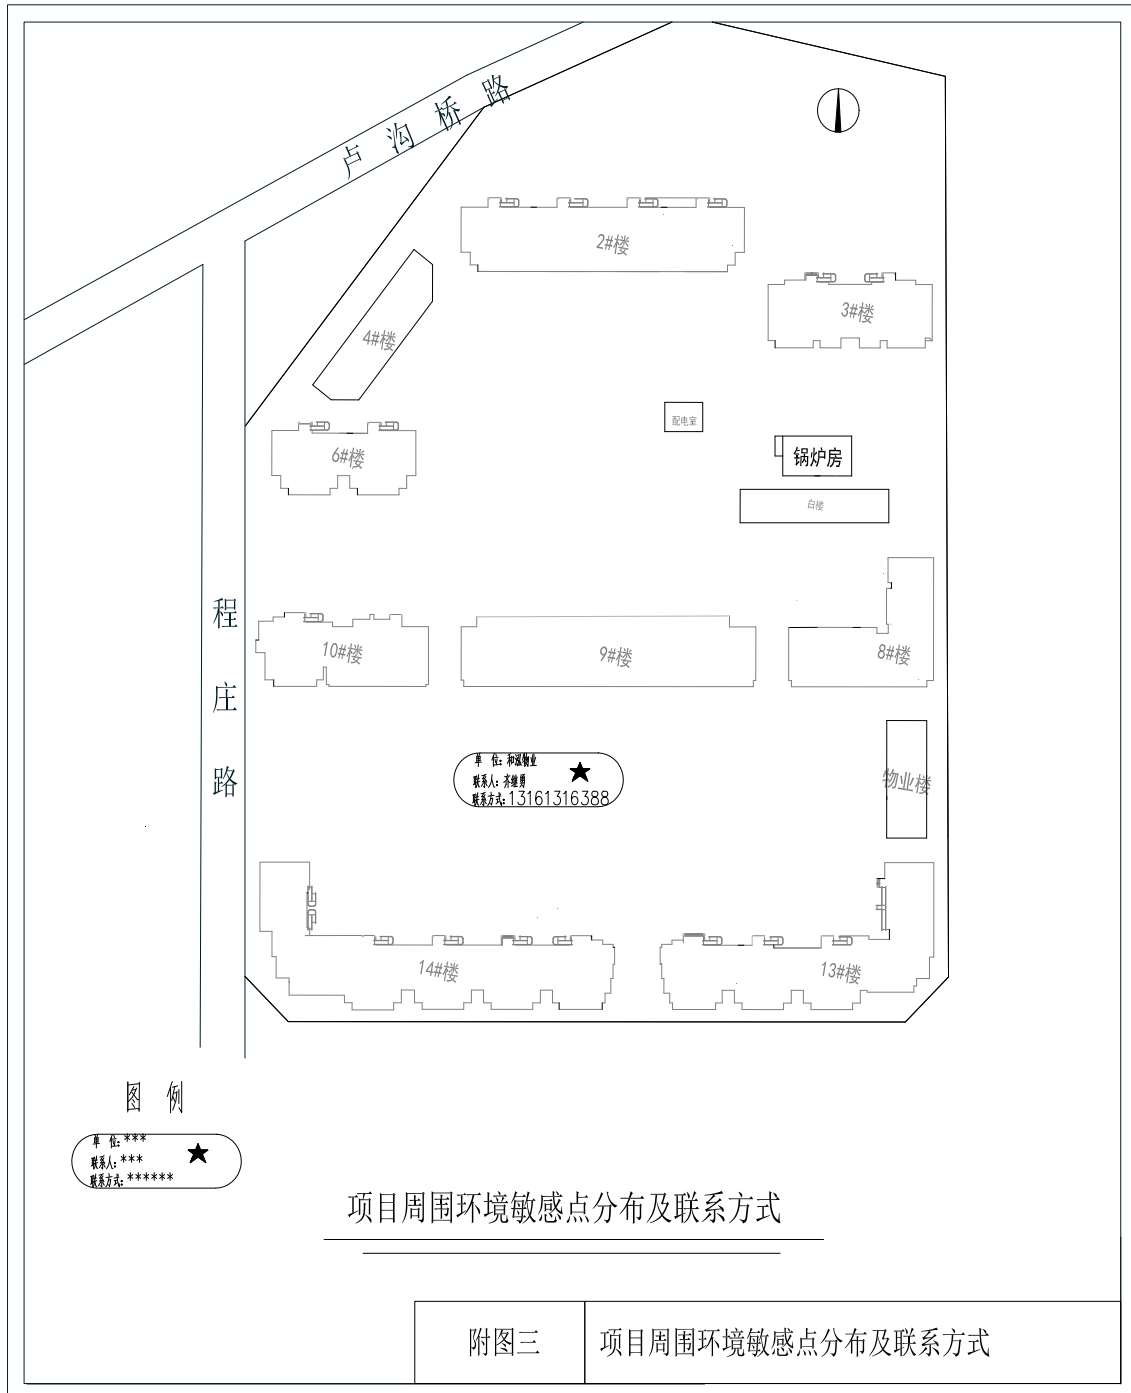 卢沟桥路
2#楼
3#楼
4#楼
配电室
6#楼
锅炉房
白楼
程庄路
10#楼
9#楼
8#楼
单 位：和泓物业
联系人：齐继勇
联系方式：13161316388
物业楼
14#楼
13#楼
图 例
单 位：***
联系人：***
联系方式：******
项目周围环境敏感点分布及联系方式
附图三
项目周围环境敏感点分布及联系方式